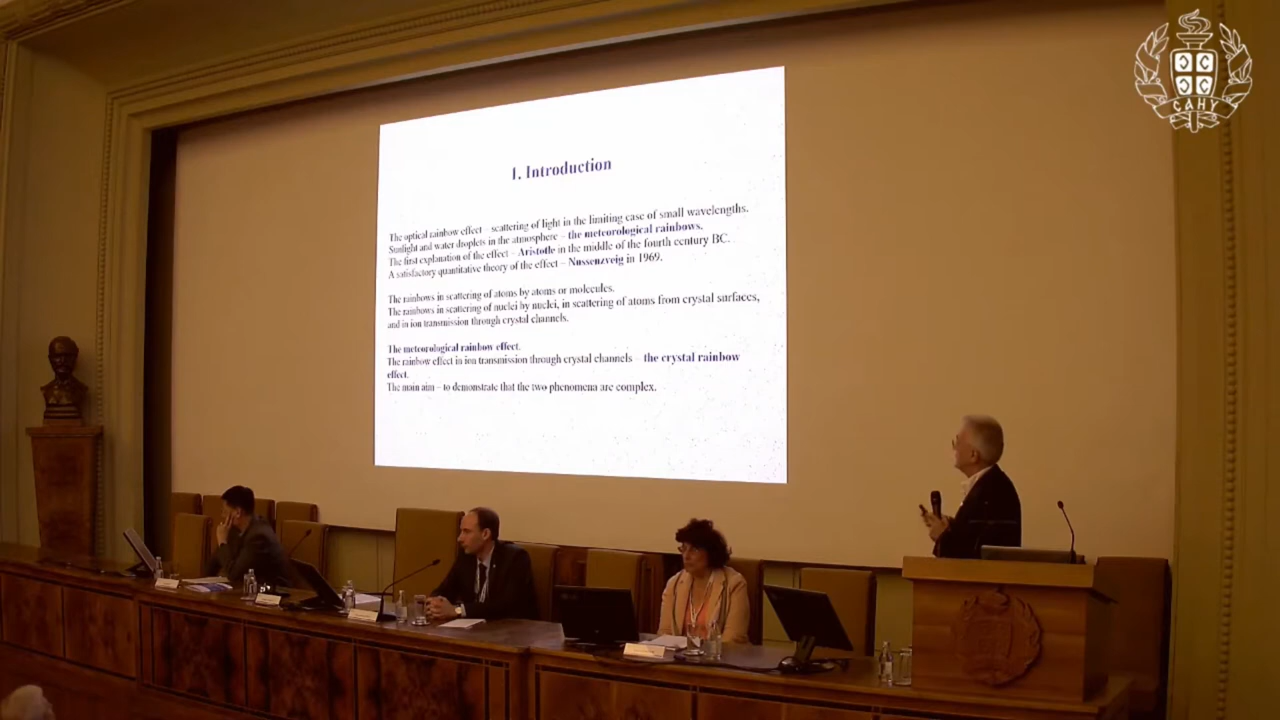 1. Introduction
The optical rainbow effect – scattering of light in the limiting case of small wavelengths.
Sunlight and water droplets in the atmosphere – the meteorological rainbows.
The first explanation of the effect – Aristotle in the middle of the fourth century BC.
A satisfactory quantitative theory of the effect – Nussenzveig in 1969.
The rainbows in scattering of atoms by atoms or molecules.
The rainbows in scattering of nuclei by nuclei, in scattering of atoms from crystal surfaces,
and in ion transmission through crystal channels.
The meteorological rainbow effect.
The rainbow effect in ion transmission through crystal channels – the crystal rainbow
effect.
The main aim – to demonstrate that the two phenomena are complex.
САНУ